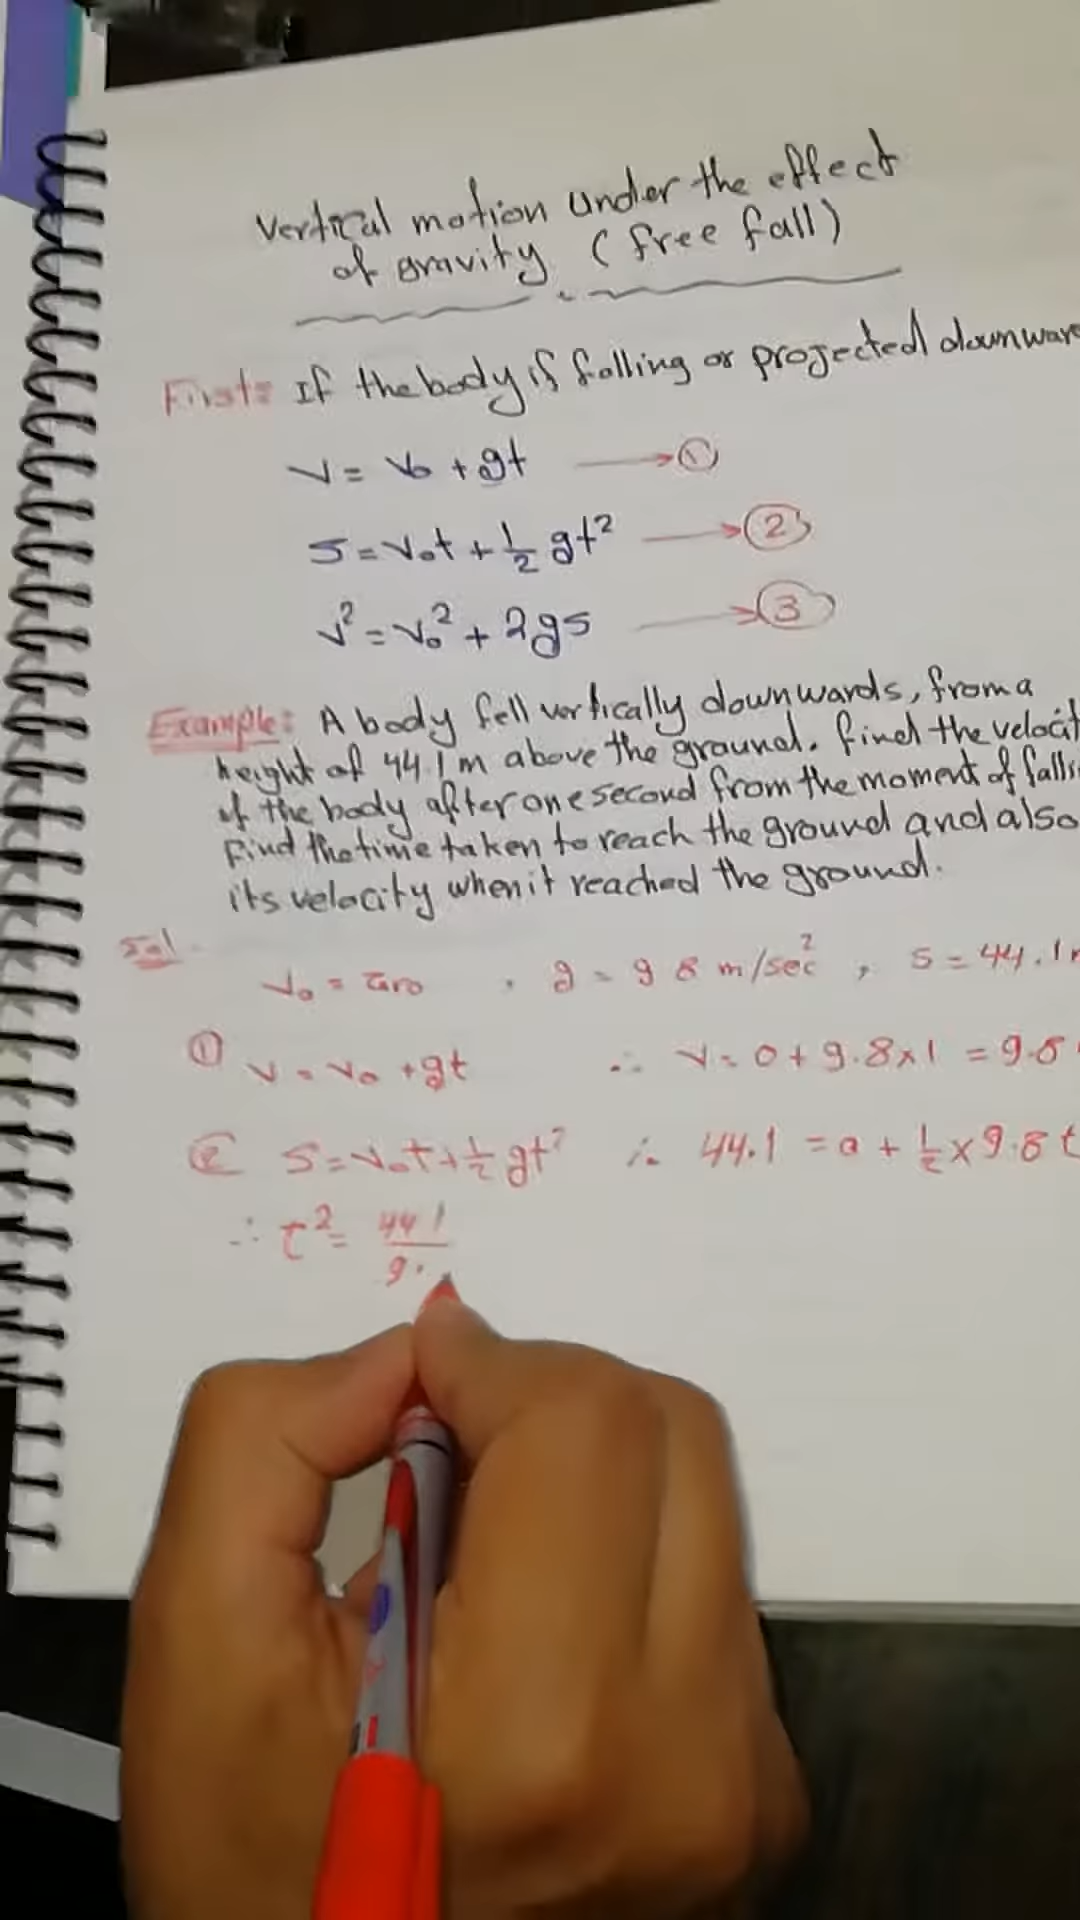 vertical motion under the effect
of gravity (free fall)
First: If the body is falling or projected downwar
v = v₀ + gt → ①
S = v₀t + 1/2 gt² → ②
v² = v₀² + 2gs → ③
Example: A body fell vertically downwards, from a
height of 44.1 m above the ground. find the velocit
of the body after one second from the moment of falli
Find the time taken to reach the ground and also
its velocity when it reached the ground.
Sol.
v₀ = zero , g = 9.8 m/sec² , S = 44.1
① v = v₀ + gt ∴ v = 0 + 9.8 × 1 = 9.8
② S = v₀t + 1/2 gt² ∴ 44.1 = 0 + 1/2 × 9.8 t
∴ t² = 44.1/9.